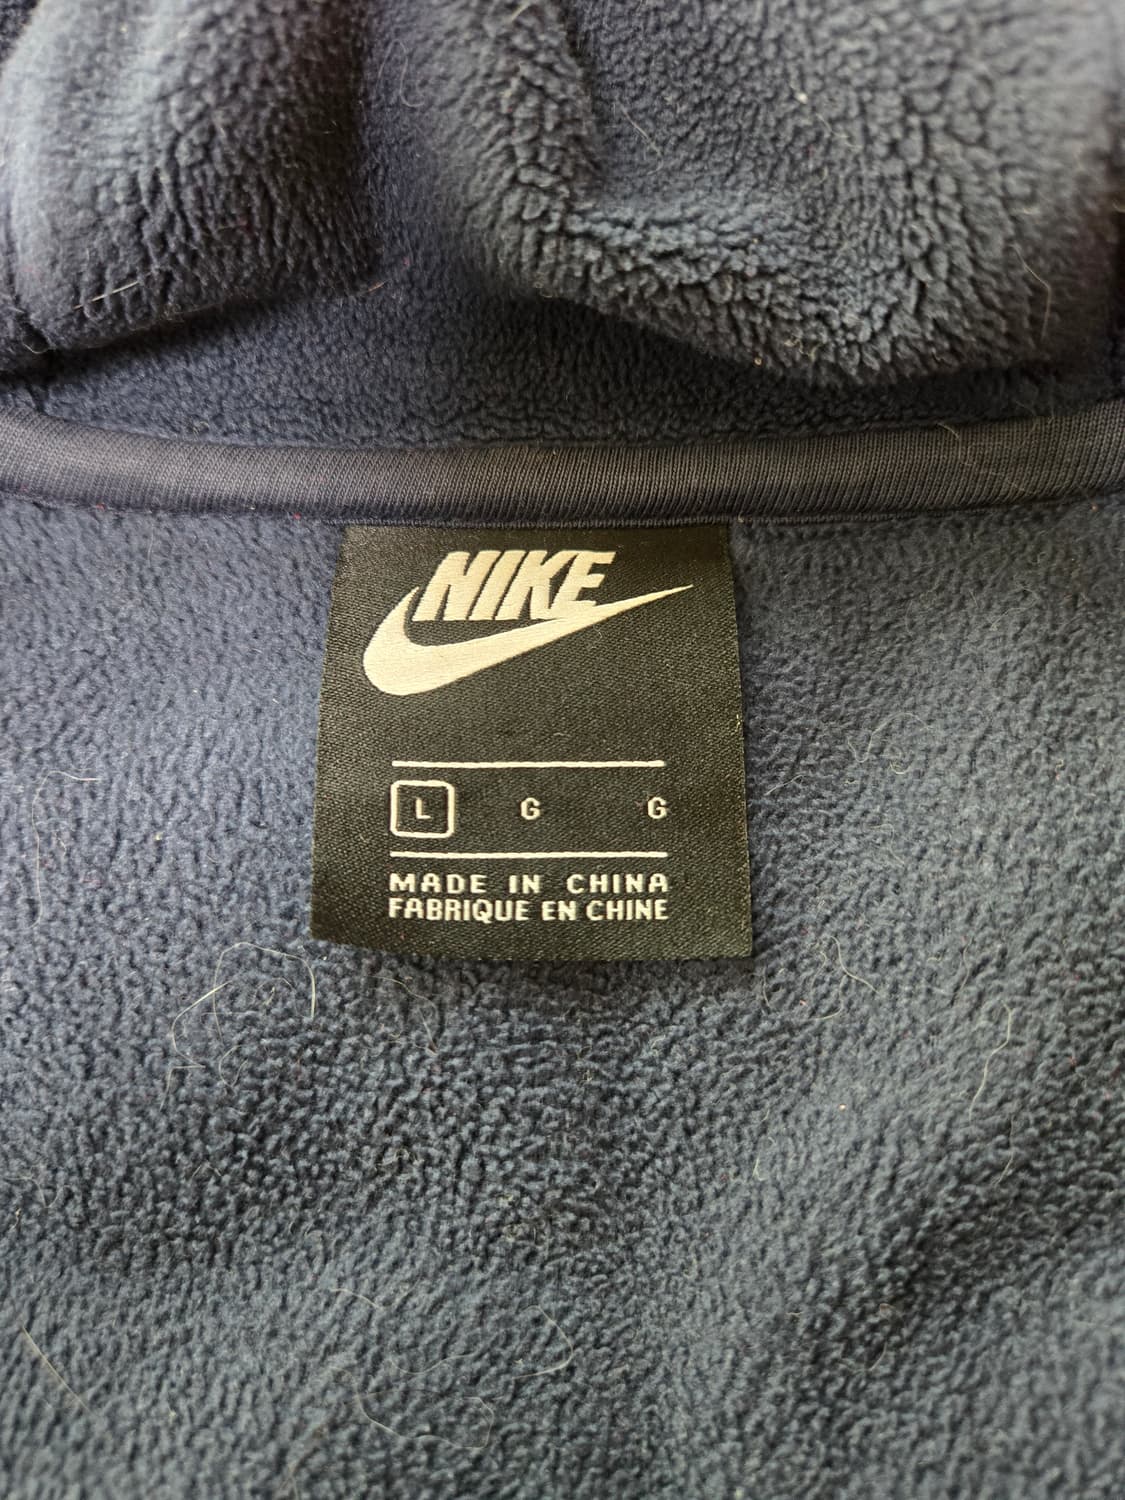 NIKE
L G G
MADE IN CHINA
FABRIQUE EN CHINE